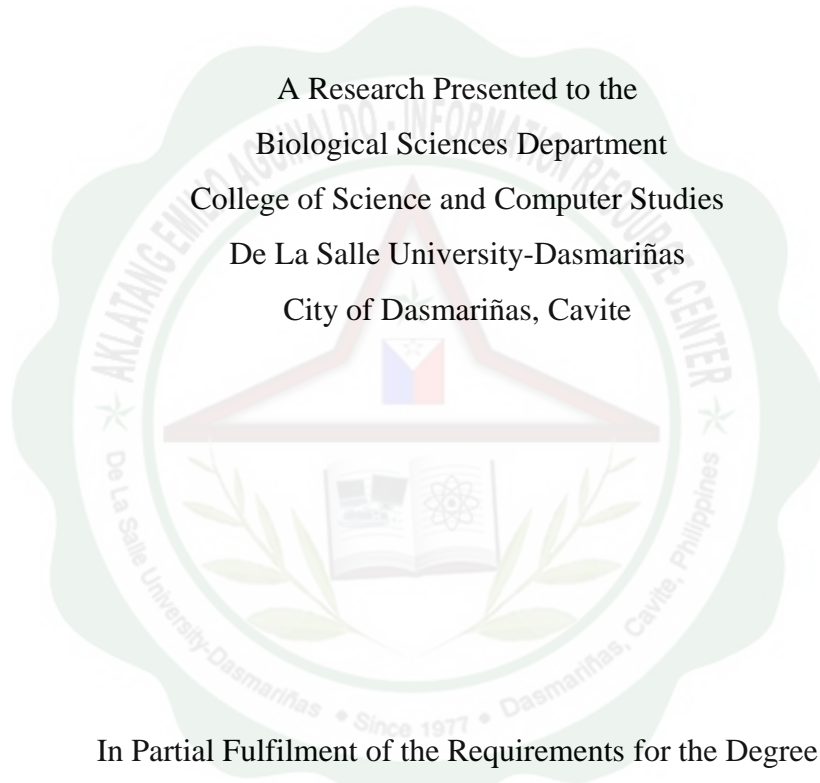 A Research Presented to the
Biological Sciences Department
College of Science and Computer Studies
De La Salle University-Dasmariñas
City of Dasmariñas, Cavite
AKLATANG EMILIO AGUINALDO - INFORMATION RESOURCE CENTER
De La Salle University-Dasmariñas • Since 1977 • Dasmariñas, Cavite, Philippines
In Partial Fulfilment of the Requirements for the Degree